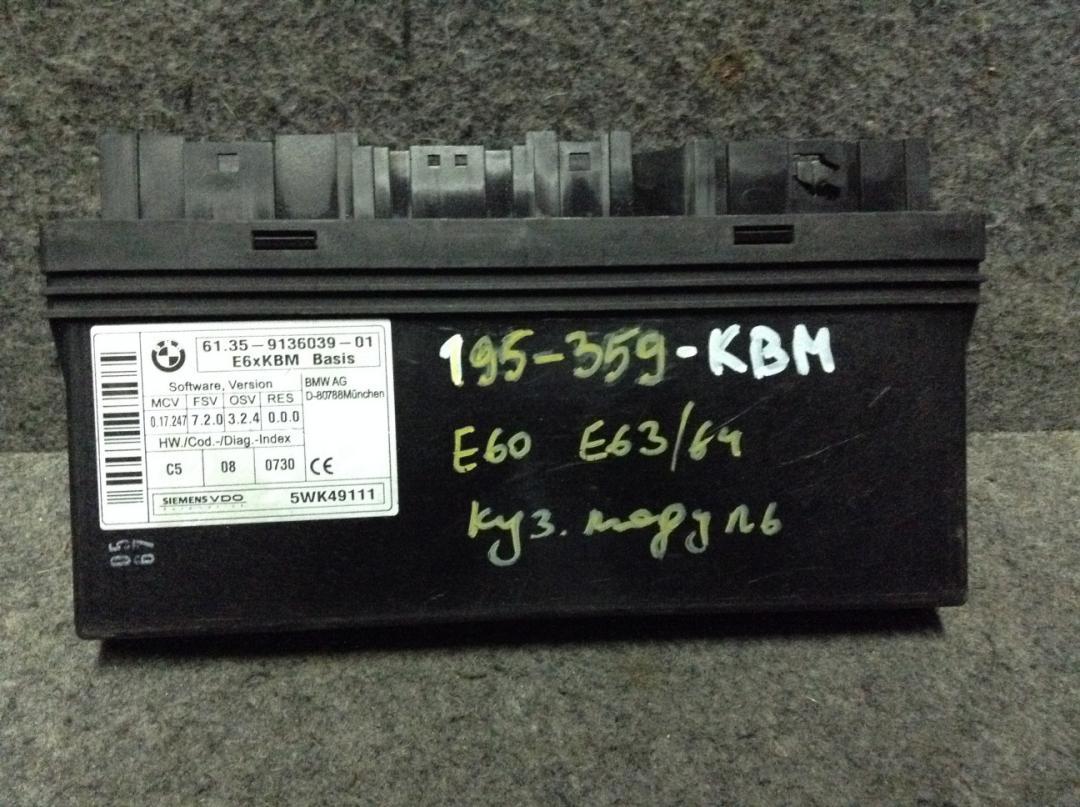 61.35-9136039-01
E6xKBM Basis
Software, Version
MCV FSV OSV RES
0.17.247 7.2.0 3.2.4 0.0.0
HW./Cod.-/Diag.-Index
C5 08 0730
BMW AG
D-80788München
CE
SIEMENS VDO
5WK49111
05
67
195-359-KBM
E60 E63/64
куз. модуль